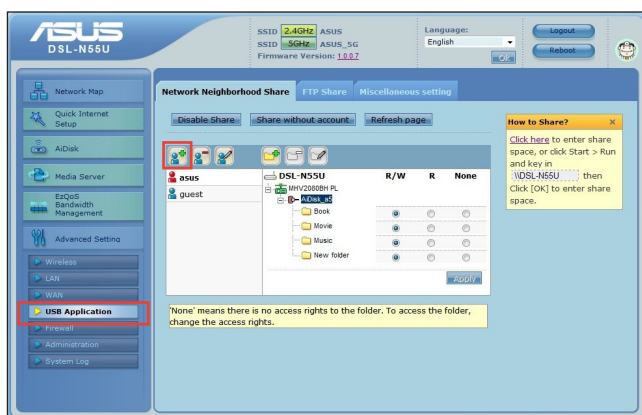 ASUS
DSL-N55U
SSID 2.4GHz ASUS
SSID 5GHz ASUS_5G
Firmware Version: 1.0.0.7
Language:
English
OK
Logout
Reboot
Network Map
Quick Internet
Setup
AiDisk
Media Server
EzQoS
Bandwidth
Management
Advanced Setting
Wireless
LAN
WAN
USB Application
Firewall
Administration
System Log
Network Neighborhood Share
FTP Share
Miscellaneous setting
Disable Share
Share without account
Refresh page
asus
guest
DSL-N55U R/W R None
MHV2080BH PL
AiDisk_a5
Book
Movie
Music
New folder
Apply
'None' means there is no access rights to the folder. To access the folder,
change the access rights.
How to Share? X
Click here to enter share
space, or click Start > Run
and key in
\\DSL-N55U then
Click [OK] to enter share
space.